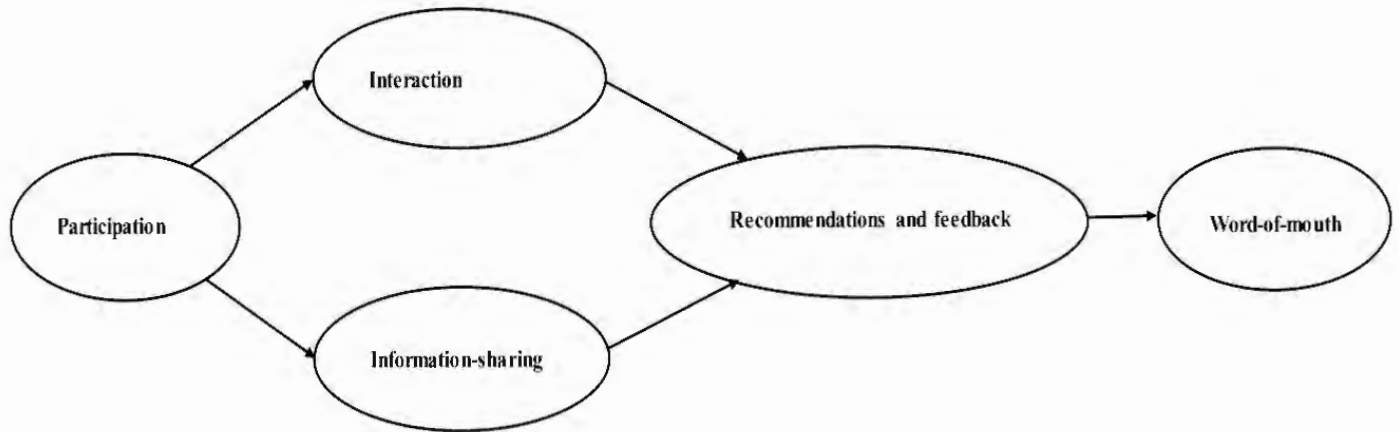 Interaction
Participation
Recommendations and feedback
Word-of-mouth
Information-sharing